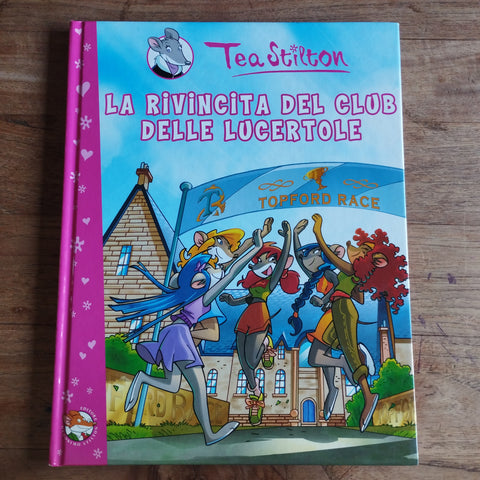 Tea Stilton
LA RIVINCITA DEL CLUB
DELLE LUCERTOLE
TOPFORD RACE